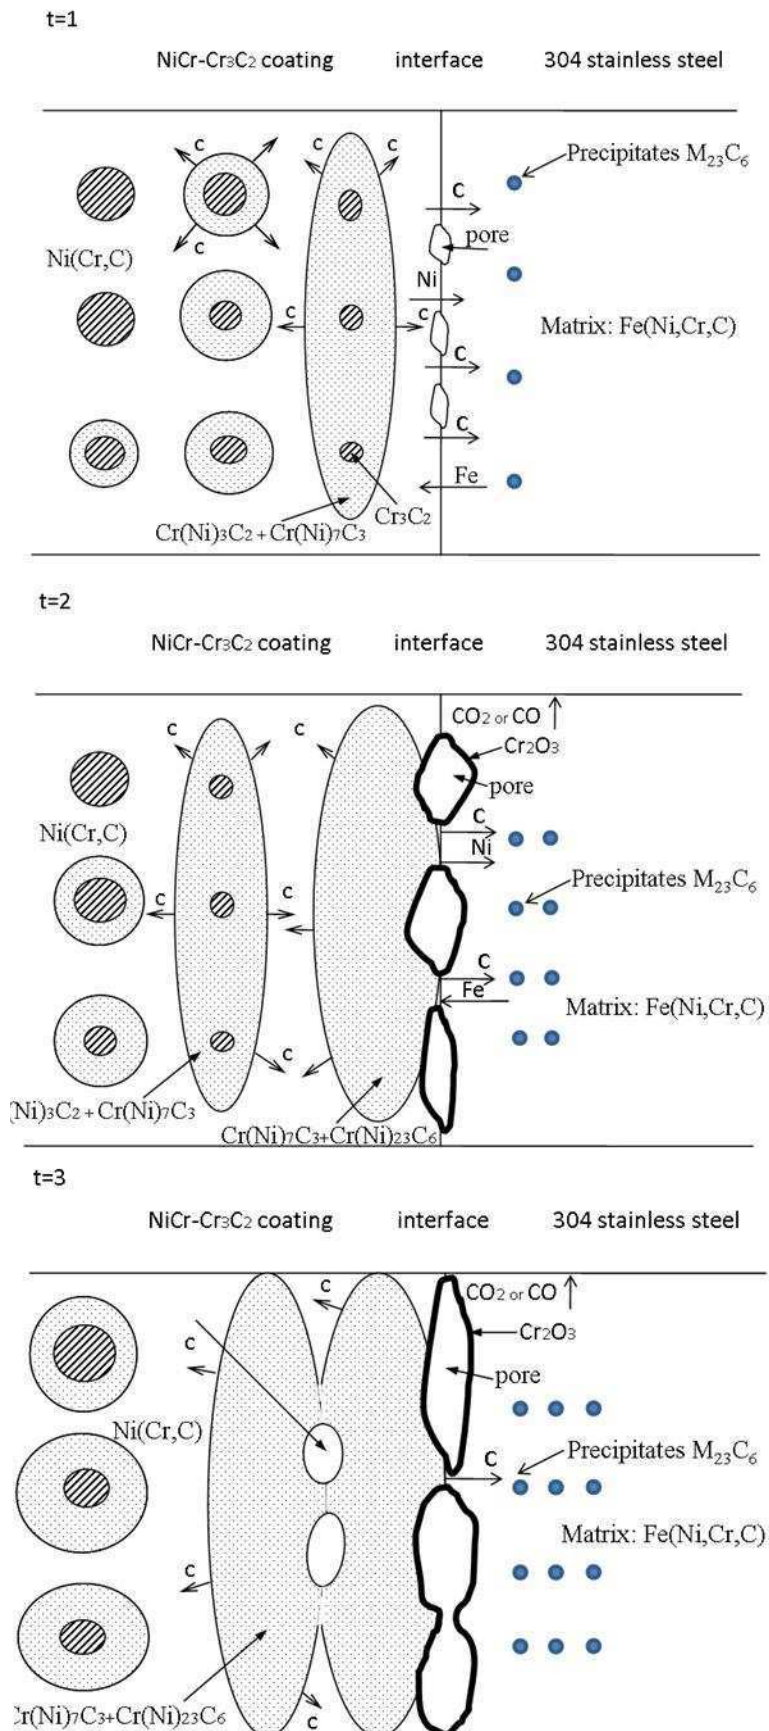 t=1
NiCr-Cr₃C₂ coating interface 304 stainless steel
Precipitates M₂₃C₆
c c c
C
pore
Ni(Cr,C)
c
Ni
c c
Matrix: Fe(Ni,Cr,C)
C
C
Fe
Cr₃C₂
Cr(Ni)₃C₂ + Cr(Ni)₇C₃
t=2
NiCr-Cr₃C₂ coating interface 304 stainless steel
CO₂ or CO
c c
Cr₂O₃
pore
C
Ni(Cr,C)
Ni
Precipitates M₂₃C₆
c c
C
Fe
Matrix: Fe(Ni,Cr,C)
c
(Ni)₃C₂ + Cr(Ni)₇C₃
Cr(Ni)₇C₃+Cr(Ni)₂₃C₆
t=3
NiCr-Cr₃C₂ coating interface 304 stainless steel
CO₂ or CO
c
Cr₂O₃
c
pore
Ni(Cr,C)
Precipitates M₂₃C₆
C
Matrix: Fe(Ni,Cr,C)
c
Cr(Ni)₇C₃+Cr(Ni)₂₃C₆
c